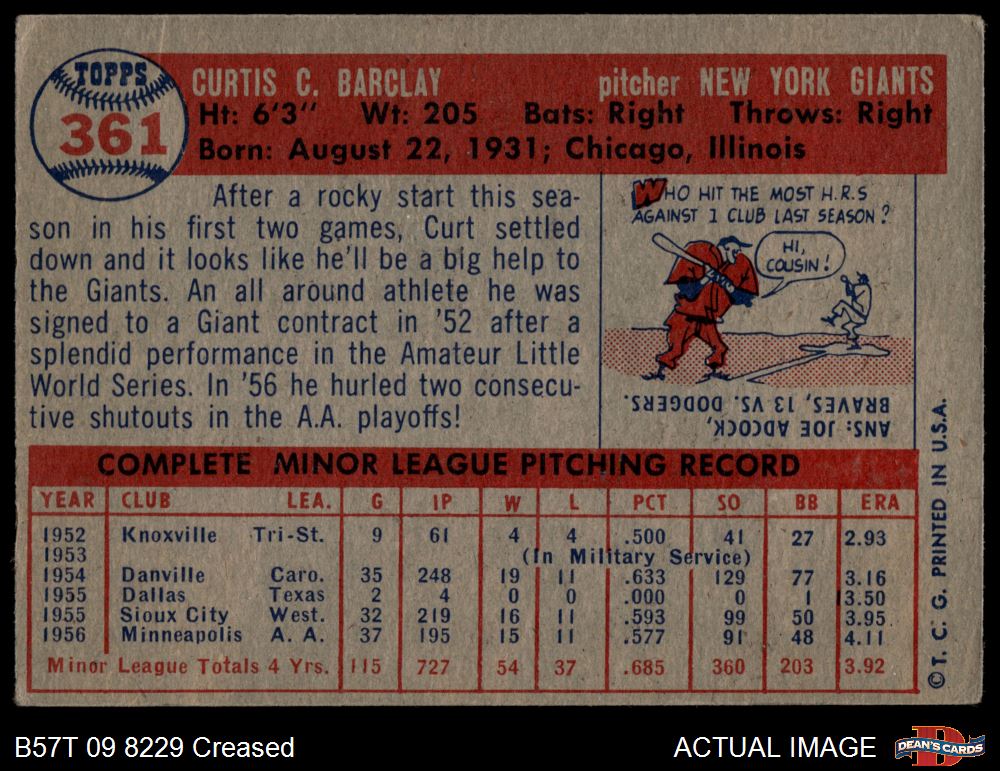 TOPPS
361
CURTIS C. BARCLAY pitcher NEW YORK GIANTS
Ht: 6'3" Wt: 205 Bats: Right Throws: Right
Born: August 22, 1931; Chicago, Illinois
After a rocky start this sea-
son in his first two games, Curt settled
down and it looks like he'll be a big help to
the Giants. An all around athlete he was
signed to a Giant contract in '52 after a
splendid performance in the Amateur Little
World Series. In '56 he hurled two consecu-
tive shutouts in the A.A. playoffs!
WHO HIT THE MOST H.R.S
AGAINST 1 CLUB LAST SEASON?
HI,
COUSIN!
ANS: JOE ADCOCK,
BRAVES, 13 VS. DODGERS.
COMPLETE MINOR LEAGUE PITCHING RECORD
YEAR CLUB LEA. G IP W L PCT SO BB ERA
1952 Knoxville Tri-St. 9 61 4 4 .500 41 27 2.93
1953 (In Military Service)
1954 Danville Caro. 35 248 19 11 .633 129 77 3.16
1955 Dallas Texas 2 4 0 0 .000 0 1 13.50
1955 Sioux City West. 32 219 16 11 .593 99 50 3.95
1956 Minneapolis A. A. 37 195 15 11 .577 91 48 4.11
Minor League Totals 4 Yrs. 115 727 54 37 .685 360 203 3.92
© T. C. G. PRINTED IN U.S.A.
B57T 09 8229 Creased
ACTUAL IMAGE
D
DEAN'S CARDS